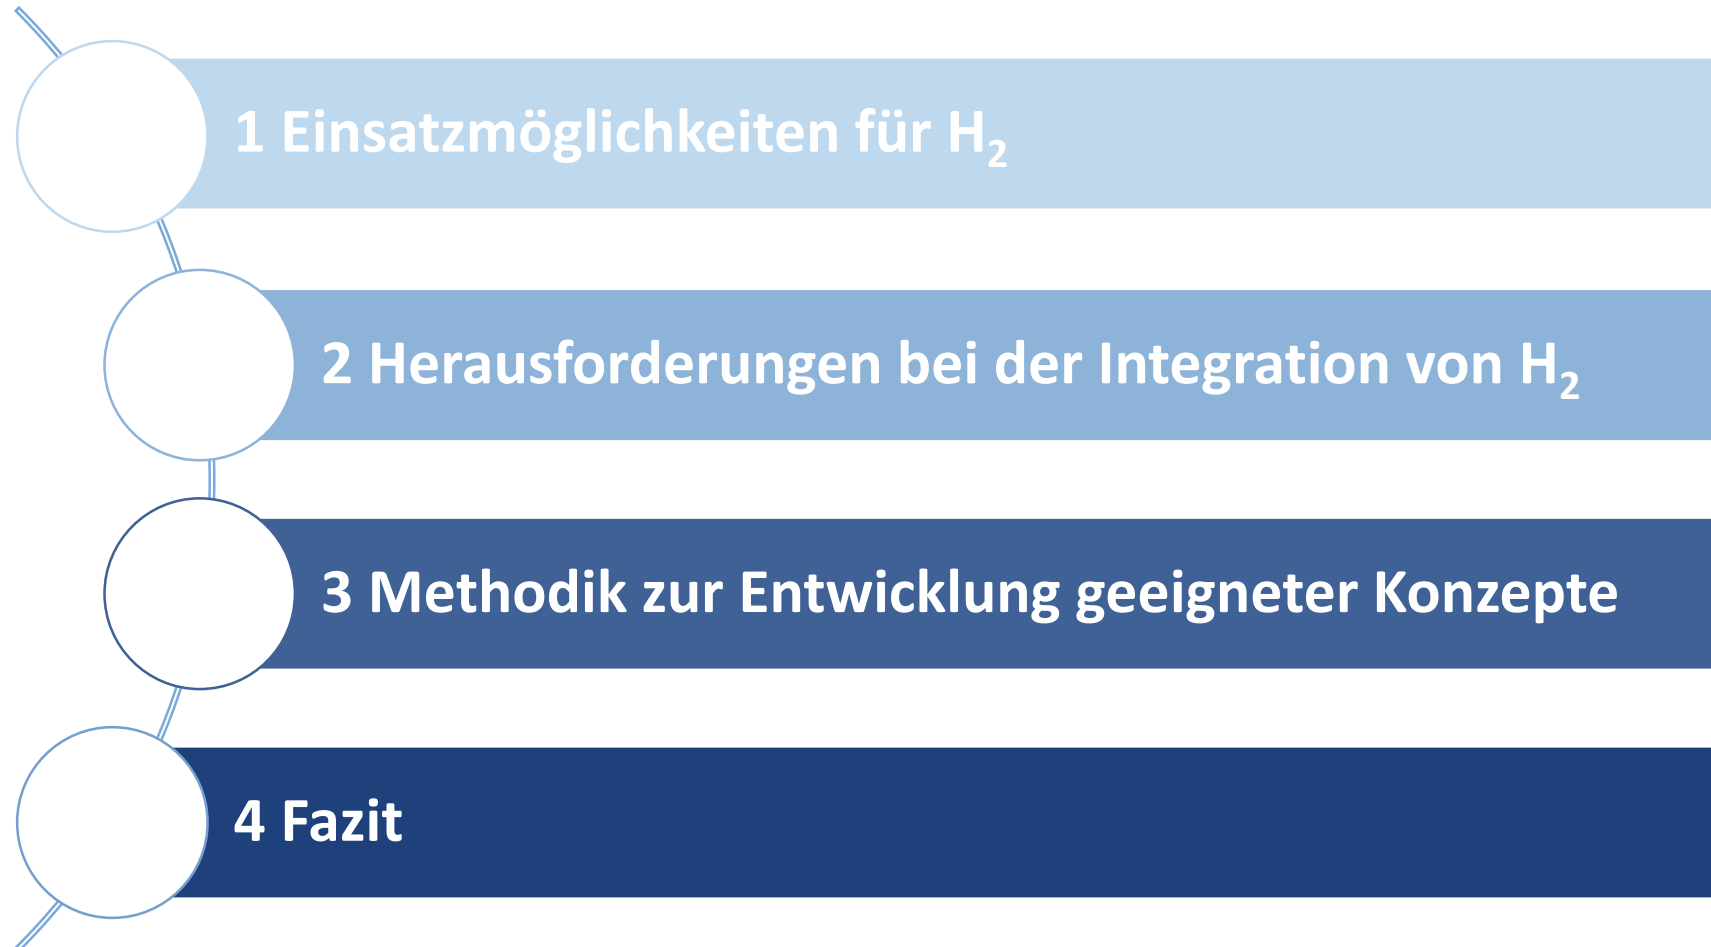 1 Einsatzmöglichkeiten für H₂
2 Herausforderungen bei der Integration von H₂
3 Methodik zur Entwicklung geeigneter Konzepte
4 Fazit